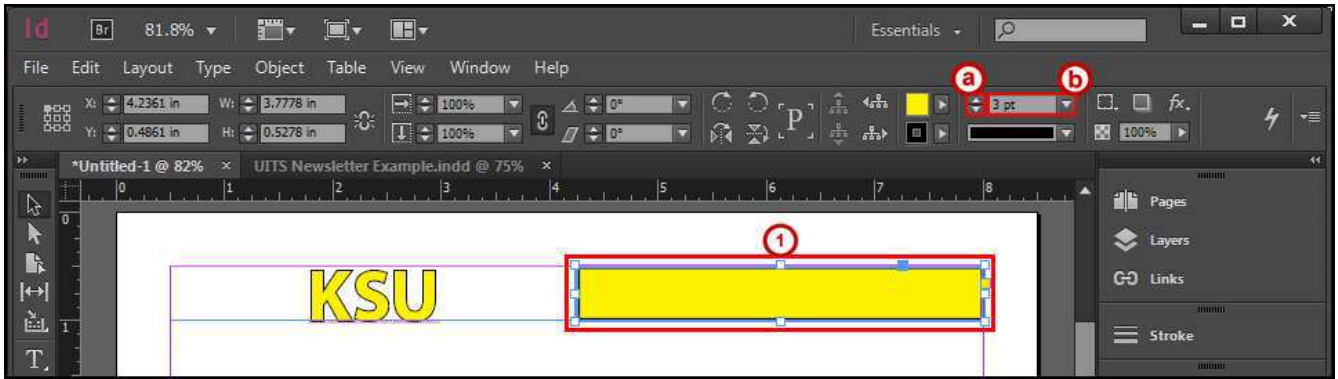 Id Br 81.8% Essentials
File Edit Layout Type Object Table View Window Help
a b
X: 4.2361 in W: 3.7778 in 100% 0° P 3 pt fx.
Y: 0.4861 in H: 0.5278 in 100% 0° 100%
*Untitled-1 @ 82% × UITS Newsletter Example.indd @ 75% ×
0 1 2 3 4 5 6 7 8
0
Pages
1
Layers
KSU
Links
1
Stroke
T